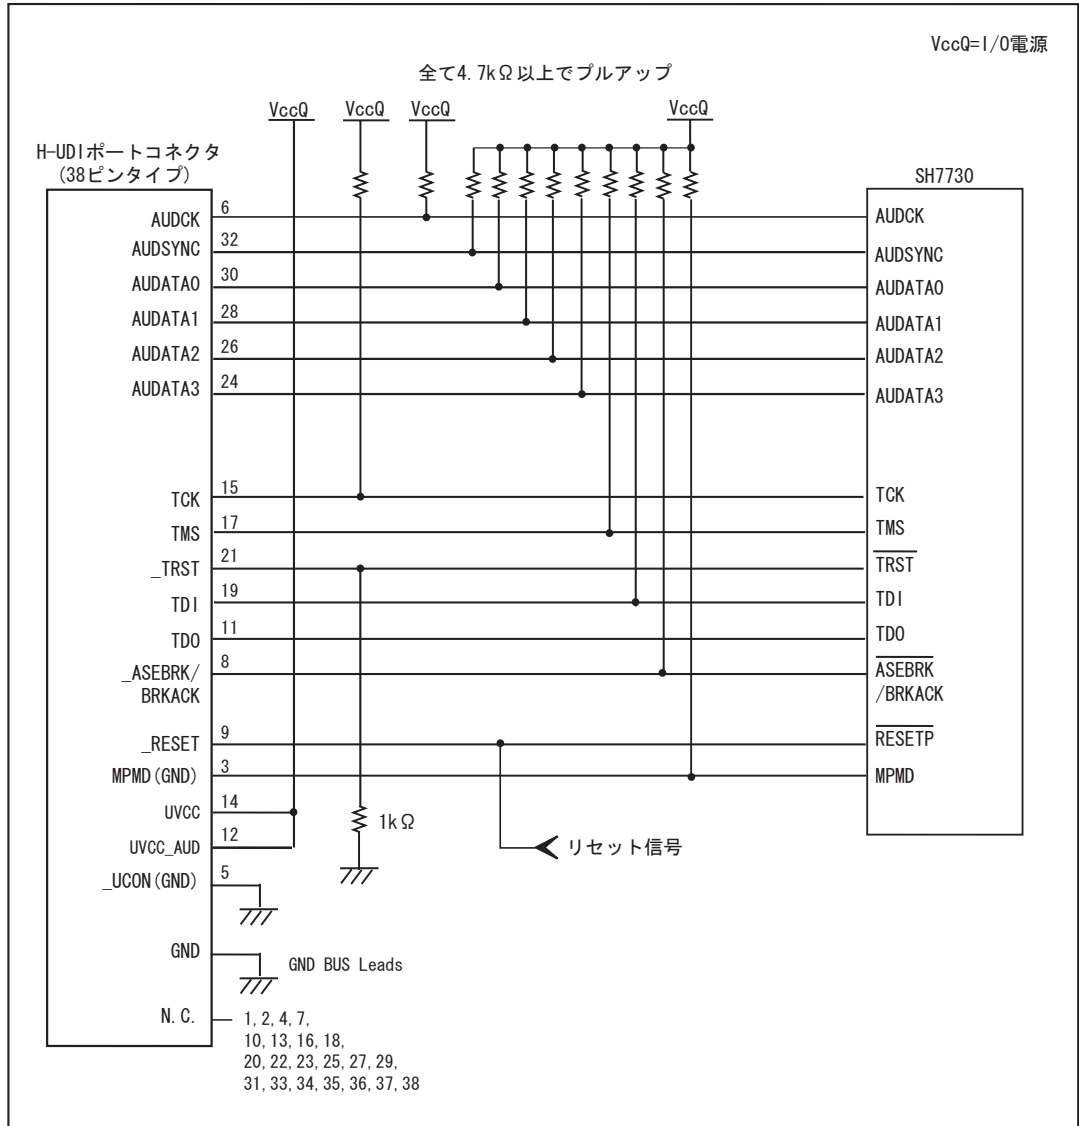 VccQ=I/O電源
全て4.7kΩ以上でプルアップ
VccQ
VccQ
VccQ
VccQ
H-UDIポートコネクタ
(38ピンタイプ)
SH7730
AUDCK
6
AUDCK
AUDSYNC
32
AUDSYNC
AUDATA0
30
AUDATA0
AUDATA1
28
AUDATA1
AUDATA2
26
AUDATA2
AUDATA3
24
AUDATA3
TCK
15
TCK
TMS
17
TMS
_TRST
21
TRST
TDI
19
TDI
TDO
11
TDO
_ASEBRK/
BRKACK
8
ASEBRK
/BRKACK
_RESET
9
RESETP
MPMD(GND)
3
MPMD
UVCC
14
1kΩ
UVCC_AUD
12
リセット信号
_UCON(GND)
5
GND
GND BUS Leads
N.C.
1, 2, 4, 7,
10, 13, 16, 18,
20, 22, 23, 25, 27, 29,
31, 33, 34, 35, 36, 37, 38